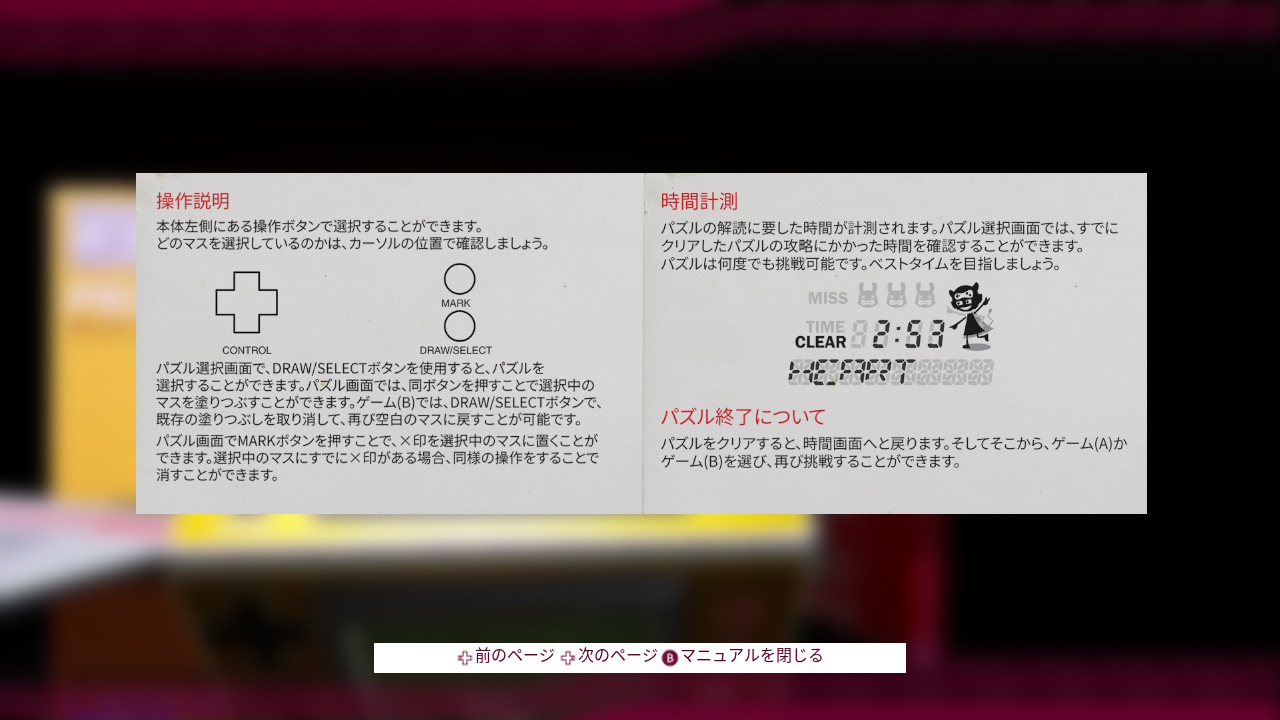 操作説明
本体左側にある操作ボタンで選択することができます。
どのマスを選択しているのかは、カーソルの位置で確認しましょう。
MARK
CONTROL
DRAW/SELECT
パズル選択画面で、DRAW/SELECTボタンを使用すると、パズルを
選択することができます。パズル画面では、同ボタンを押すことで選択中の
マスを塗りつぶすことができます。ゲーム(B)では、DRAW/SELECTボタンで、
既存の塗りつぶしを取り消して、再び空白のマスに戻すことが可能です。
パズル画面でMARKボタンを押すことで、×印を選択中のマスに置くことが
できます。選択中のマスにすでに×印がある場合、同様の操作をすることで
消すことができます。
時間計測
パズルの解読に要した時間が計測されます。パズル選択画面では、すでに
クリアしたパズルの攻略にかかった時間を確認することができます。
パズルは何度でも挑戦可能です。ベストタイムを目指しましょう。
MISS
TIME
CLEAR 2:53
HEART
パズル終了について
パズルをクリアすると、時間画面へと戻ります。そしてそこから、ゲーム(A)か
ゲーム(B)を選び、再び挑戦することができます。
前のページ 次のページ B マニュアルを閉じる